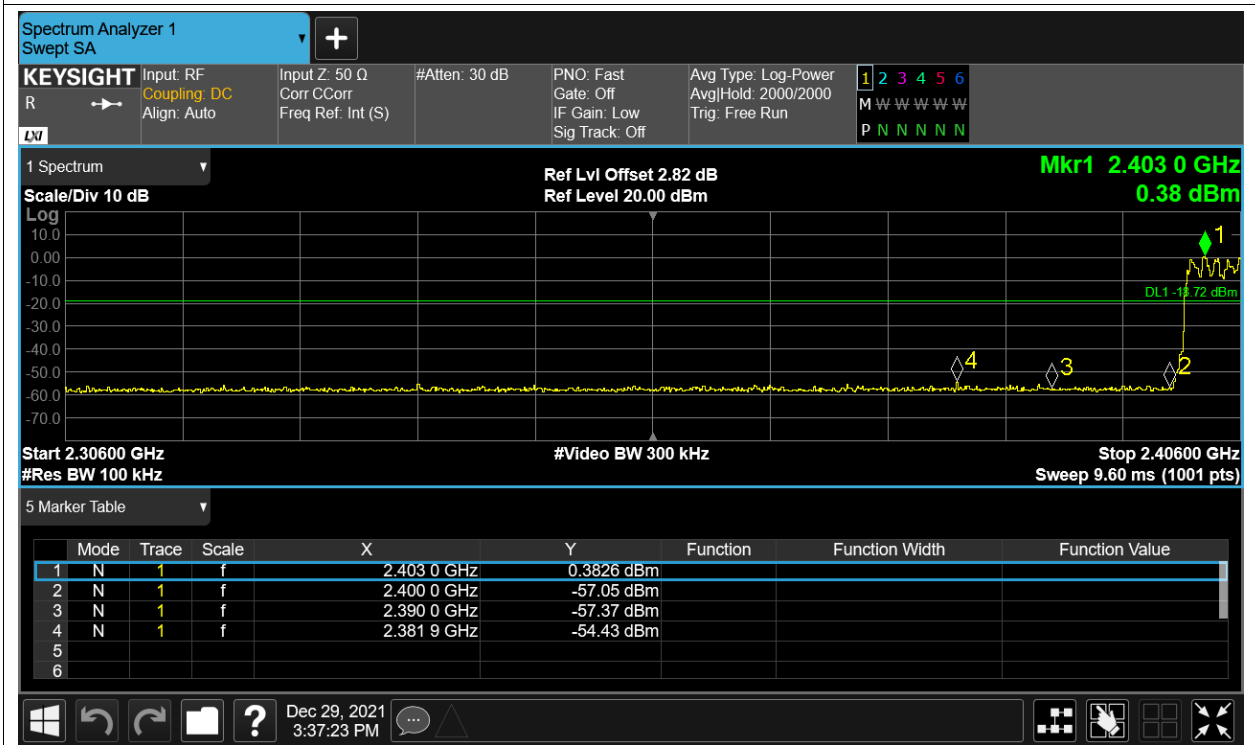 Spectrum Analyzer 1
Swept SA
KEYSIGHT Input: RF Input Z: 50 Ω #Atten: 30 dB PNO: Fast Avg Type: Log-Power 1 2 3 4 5 6
R Coupling: DC Corr CCorr Gate: Off Avg|Hold: 2000/2000 M W W W W W
Align: Auto Freq Ref: Int (S) IF Gain: Low Trig: Free Run
LXI Sig Track: Off P N N N N N
1 Spectrum Ref Lvl Offset 2.82 dB Mkr1 2.403 0 GHz
Scale/Div 10 dB Ref Level 20.00 dBm 0.38 dBm
Log
10.0 1
0.00
-10.0
DL1 -18.72 dBm
-20.0
-30.0
-40.0
4 3 2
-50.0
-60.0
-70.0
Start 2.30600 GHz #Video BW 300 kHz Stop 2.40600 GHz
#Res BW 100 kHz Sweep 9.60 ms (1001 pts)
5 Marker Table
Mode Trace Scale X Y Function Function Width Function Value
1 N 1 f 2.403 0 GHz 0.3826 dBm
2 N 1 f 2.400 0 GHz -57.05 dBm
3 N 1 f 2.390 0 GHz -57.37 dBm
4 N 1 f 2.381 9 GHz -54.43 dBm
5
6
? Dec 29, 2021
3:37:23 PM